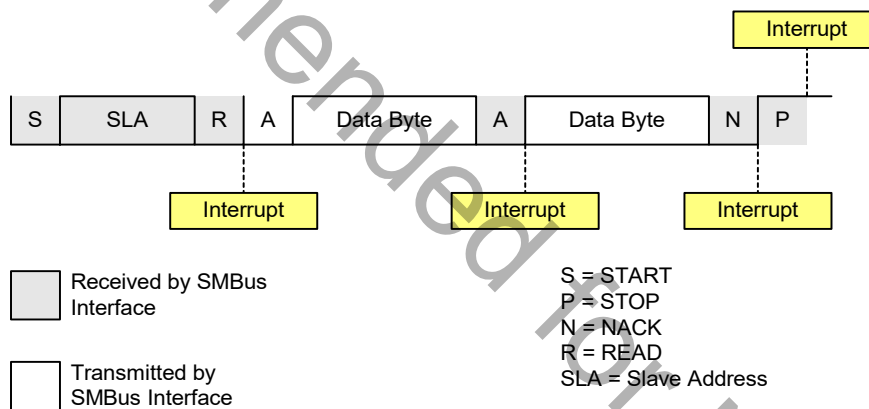 Interrupt
S SLA R A Data Byte A Data Byte N P
Interrupt Interrupt Interrupt
Received by SMBus
Interface
Transmitted by
SMBus Interface
S = START
P = STOP
N = NACK
R = READ
SLA = Slave Address